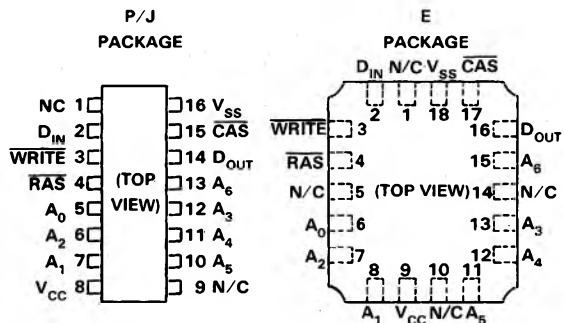 P/J
PACKAGE
NC 1 16 VSS
DIN 2 15 CAS
WRITE 3 14 DOUT
RAS 4 (TOP 13 A6
A0 5 VIEW) 12 A3
A2 6 11 A4
A1 7 10 A5
VCC 8 9 N/C
E
PACKAGE
DIN N/C VSS CAS
2 1 18 17
WRITE 3 16 DOUT
RAS 4 15 A6
N/C 5 (TOP VIEW) 14 N/C
A0 6 13 A3
A2 7 12 A4
8 9 10 11
A1 VCC N/C A5